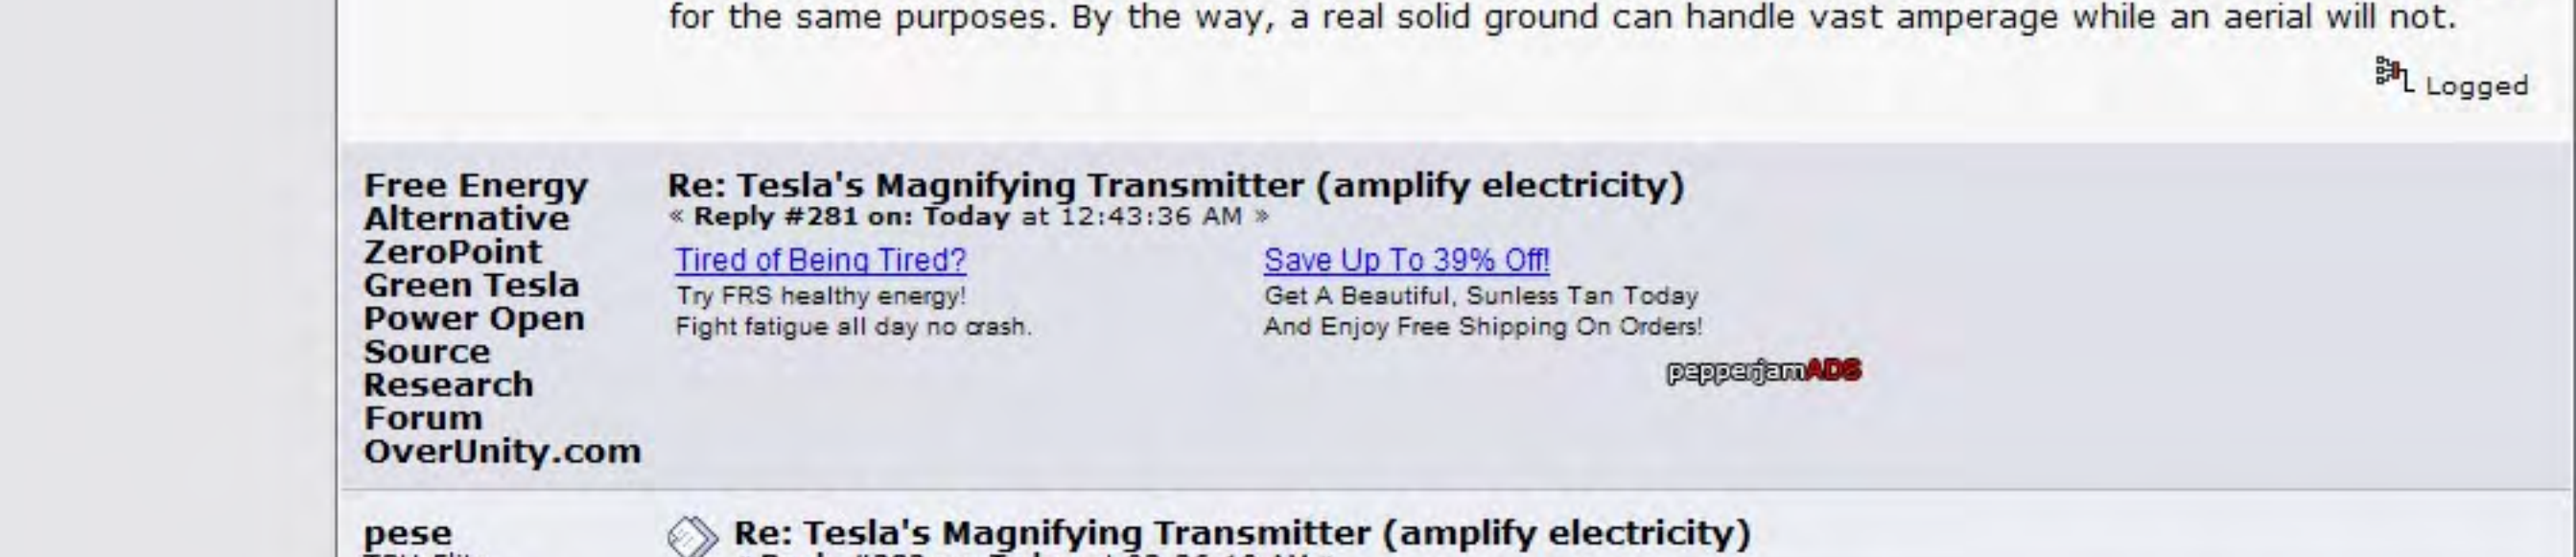 for the same purposes. By the way, a real solid ground can handle vast amperage while an aerial will not.
Logged
Free Energy
Alternative
ZeroPoint
Green Tesla
Power Open
Source
Research
Forum
OverUnity.com
Re: Tesla's Magnifying Transmitter (amplify electricity)
« Reply #281 on: Today at 12:43:36 AM »
Tired of Being Tired?
Try FRS healthy energy!
Fight fatigue all day no crash.
Save Up To 39% Off!
Get A Beautiful, Sunless Tan Today
And Enjoy Free Shipping On Orders!
pepperjamADS
pese
Re: Tesla's Magnifying Transmitter (amplify electricity)